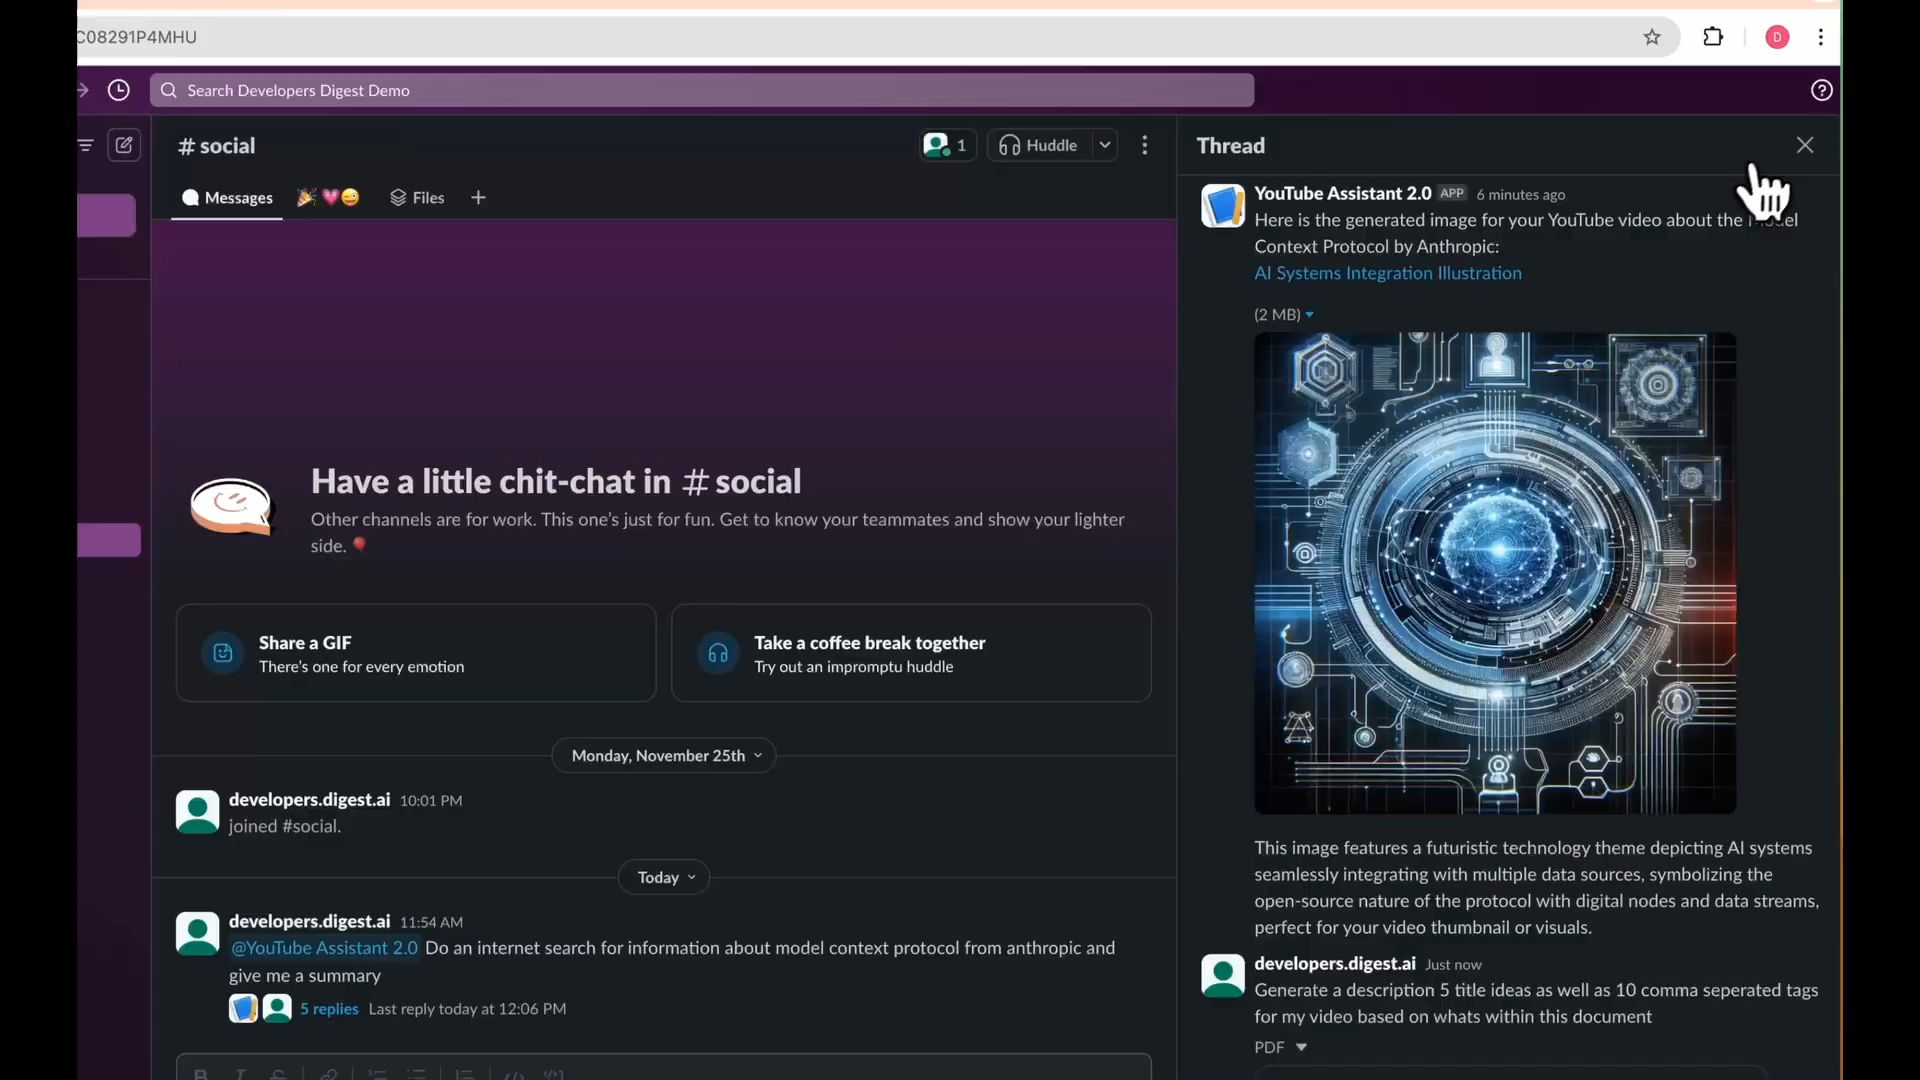 C08291P4MHU
Search Developers Digest Demo
# social
1
Huddle
Messages
Files
Have a little chit-chat in # social
Other channels are for work. This one's just for fun. Get to know your teammates and show your lighter
side.
Share a GIF
There's one for every emotion
Take a coffee break together
Try out an impromptu huddle
Monday, November 25th
developers.digest.ai 10:01 PM
joined #social.
Today
developers.digest.ai 11:54 AM
@YouTube Assistant 2.0 Do an internet search for information about model context protocol from anthropic and
give me a summary
5 replies Last reply today at 12:06 PM
Thread
YouTube Assistant 2.0 APP 6 minutes ago
Here is the generated image for your YouTube video about the Model
Context Protocol by Anthropic:
AI Systems Integration Illustration
(2 MB)
This image features a futuristic technology theme depicting AI systems
seamlessly integrating with multiple data sources, symbolizing the
open-source nature of the protocol with digital nodes and data streams,
perfect for your video thumbnail or visuals.
developers.digest.ai Just now
Generate a description 5 title ideas as well as 10 comma seperated tags
for my video based on whats within this document
PDF
D